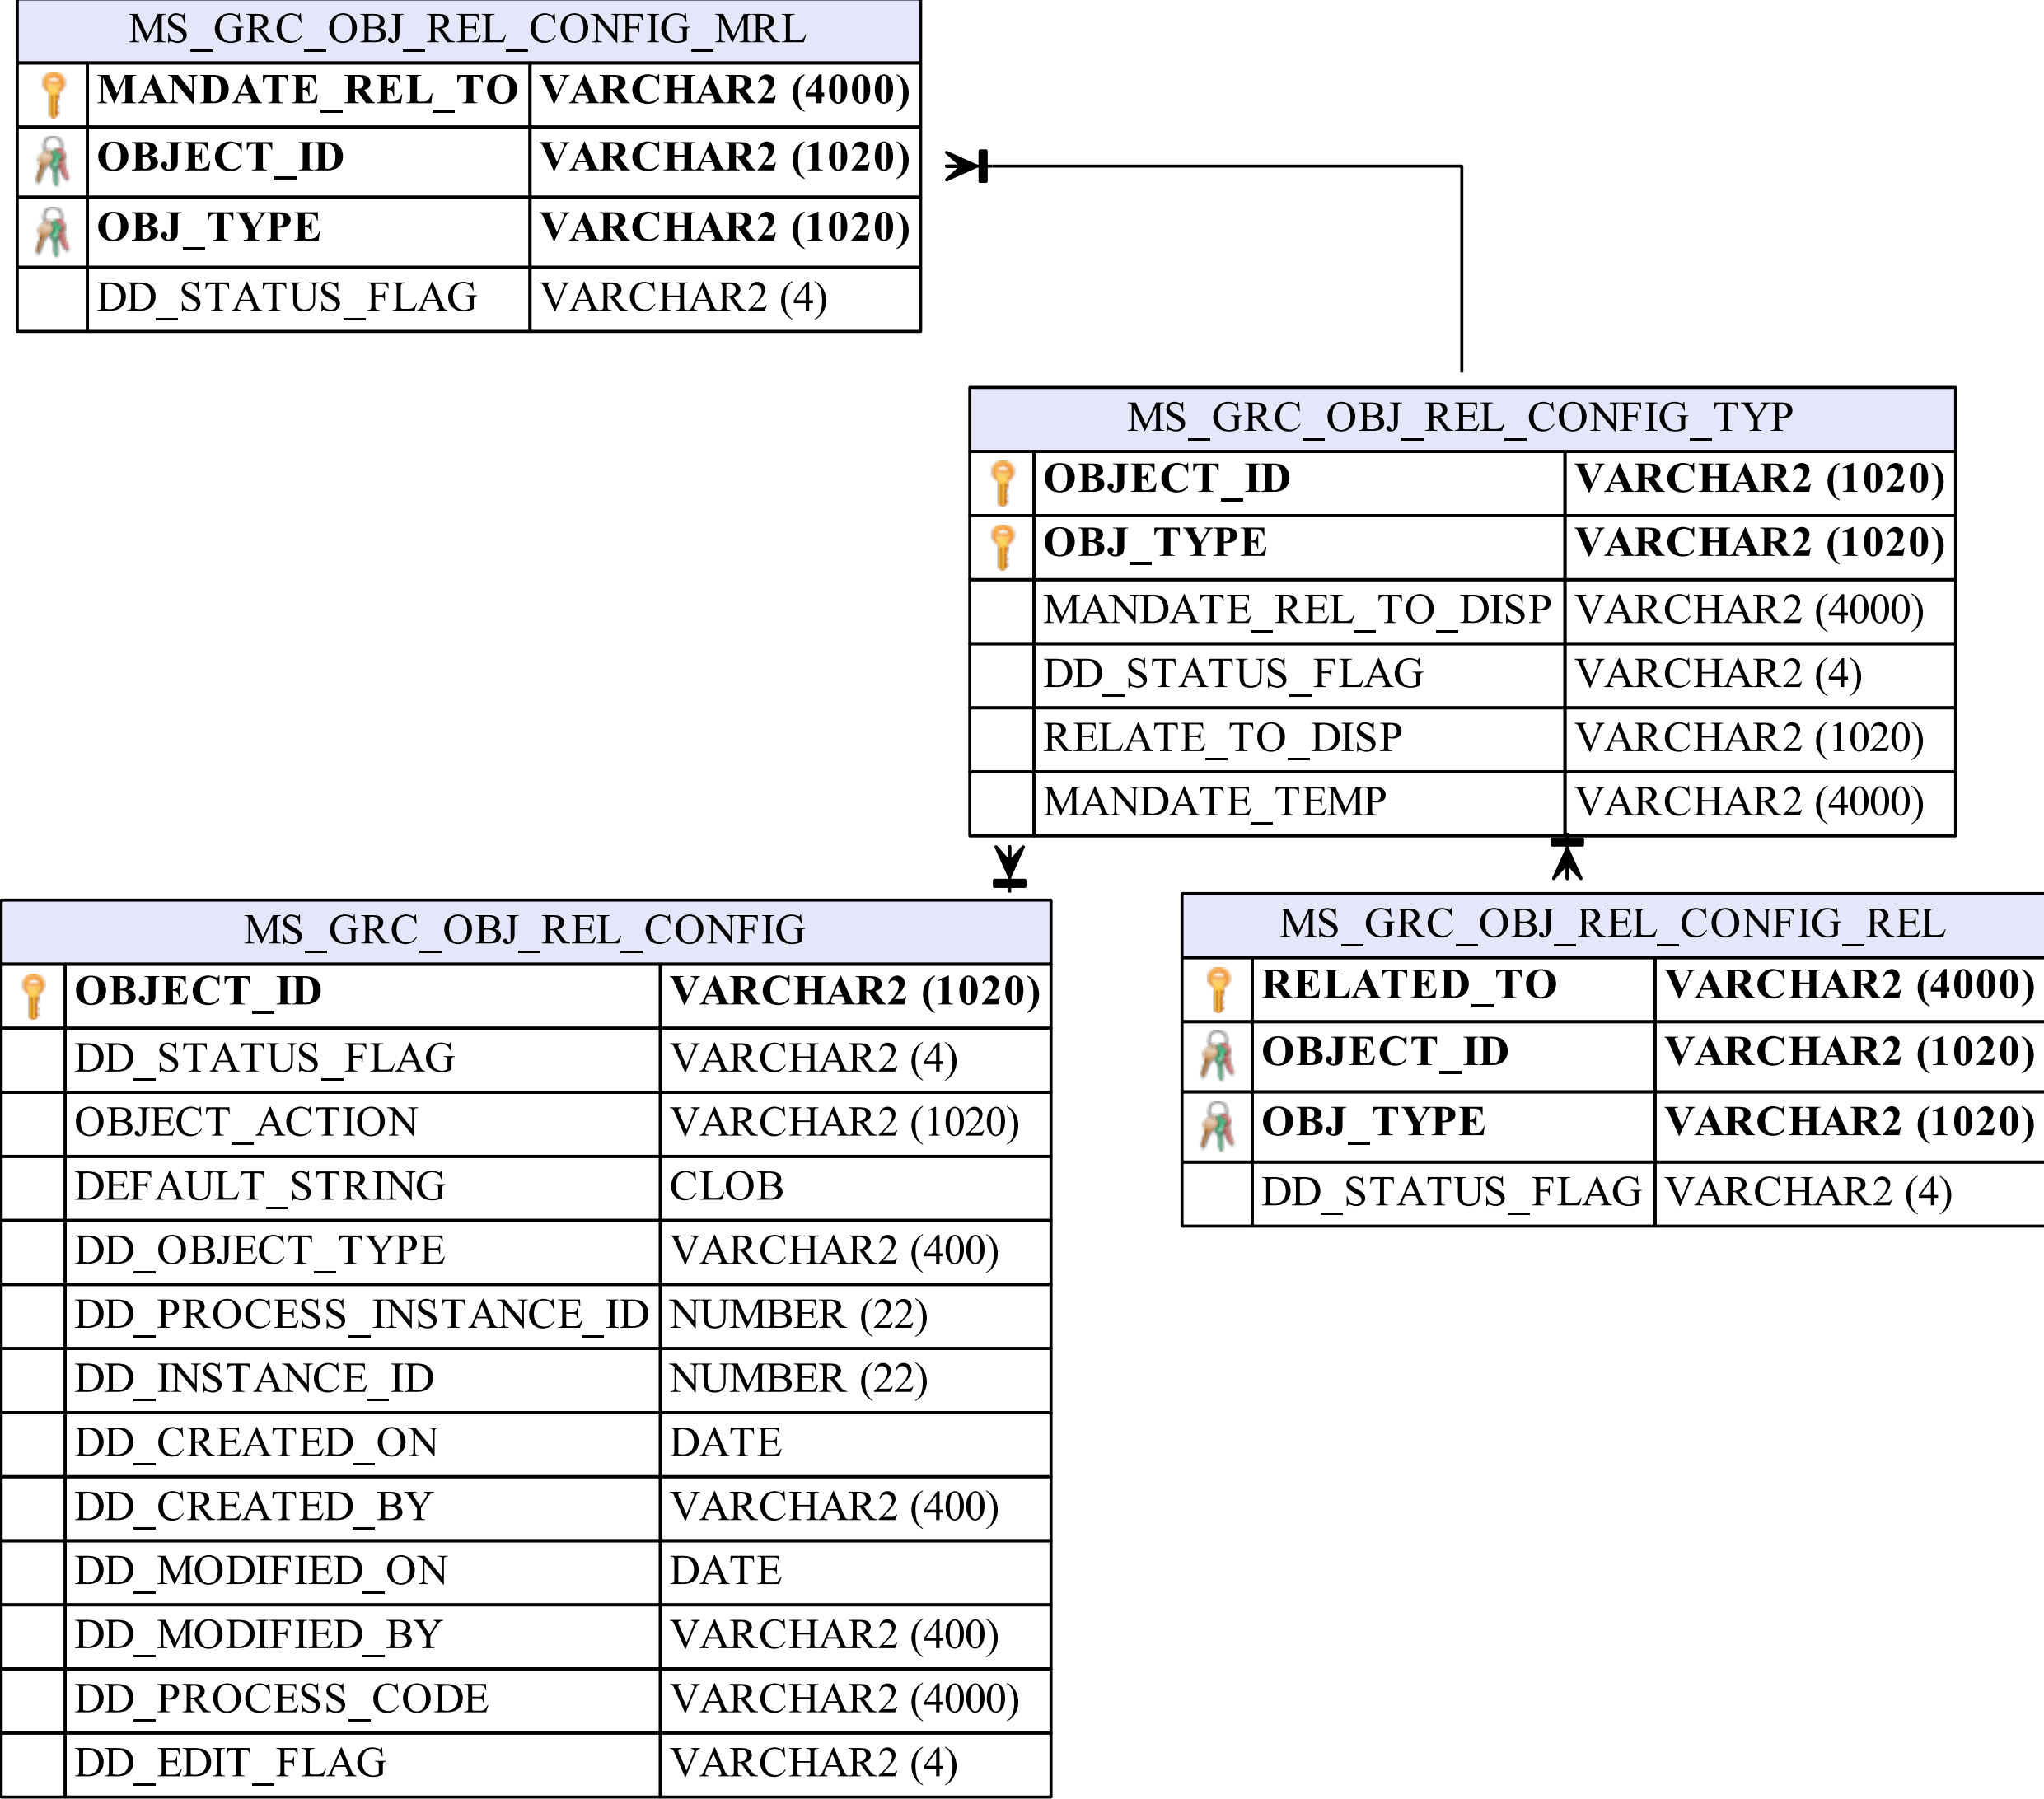 MS_GRC_OBJ_REL_CONFIG_MRL
MANDATE_REL_TO VARCHAR2 (4000)
OBJECT_ID VARCHAR2 (1020)
OBJ_TYPE VARCHAR2 (1020)
DD_STATUS_FLAG VARCHAR2 (4)
MS_GRC_OBJ_REL_CONFIG_TYP
OBJECT_ID VARCHAR2 (1020)
OBJ_TYPE VARCHAR2 (1020)
MANDATE_REL_TO_DISP VARCHAR2 (4000)
DD_STATUS_FLAG VARCHAR2 (4)
RELATE_TO_DISP VARCHAR2 (1020)
MANDATE_TEMP VARCHAR2 (4000)
MS_GRC_OBJ_REL_CONFIG
OBJECT_ID VARCHAR2 (1020)
DD_STATUS_FLAG VARCHAR2 (4)
OBJECT_ACTION VARCHAR2 (1020)
DEFAULT_STRING CLOB
DD_OBJECT_TYPE VARCHAR2 (400)
DD_PROCESS_INSTANCE_ID NUMBER (22)
DD_INSTANCE_ID NUMBER (22)
DD_CREATED_ON DATE
DD_CREATED_BY VARCHAR2 (400)
DD_MODIFIED_ON DATE
DD_MODIFIED_BY VARCHAR2 (400)
DD_PROCESS_CODE VARCHAR2 (4000)
DD_EDIT_FLAG VARCHAR2 (4)
MS_GRC_OBJ_REL_CONFIG_REL
RELATED_TO VARCHAR2 (4000)
OBJECT_ID VARCHAR2 (1020)
OBJ_TYPE VARCHAR2 (1020)
DD_STATUS_FLAG VARCHAR2 (4)